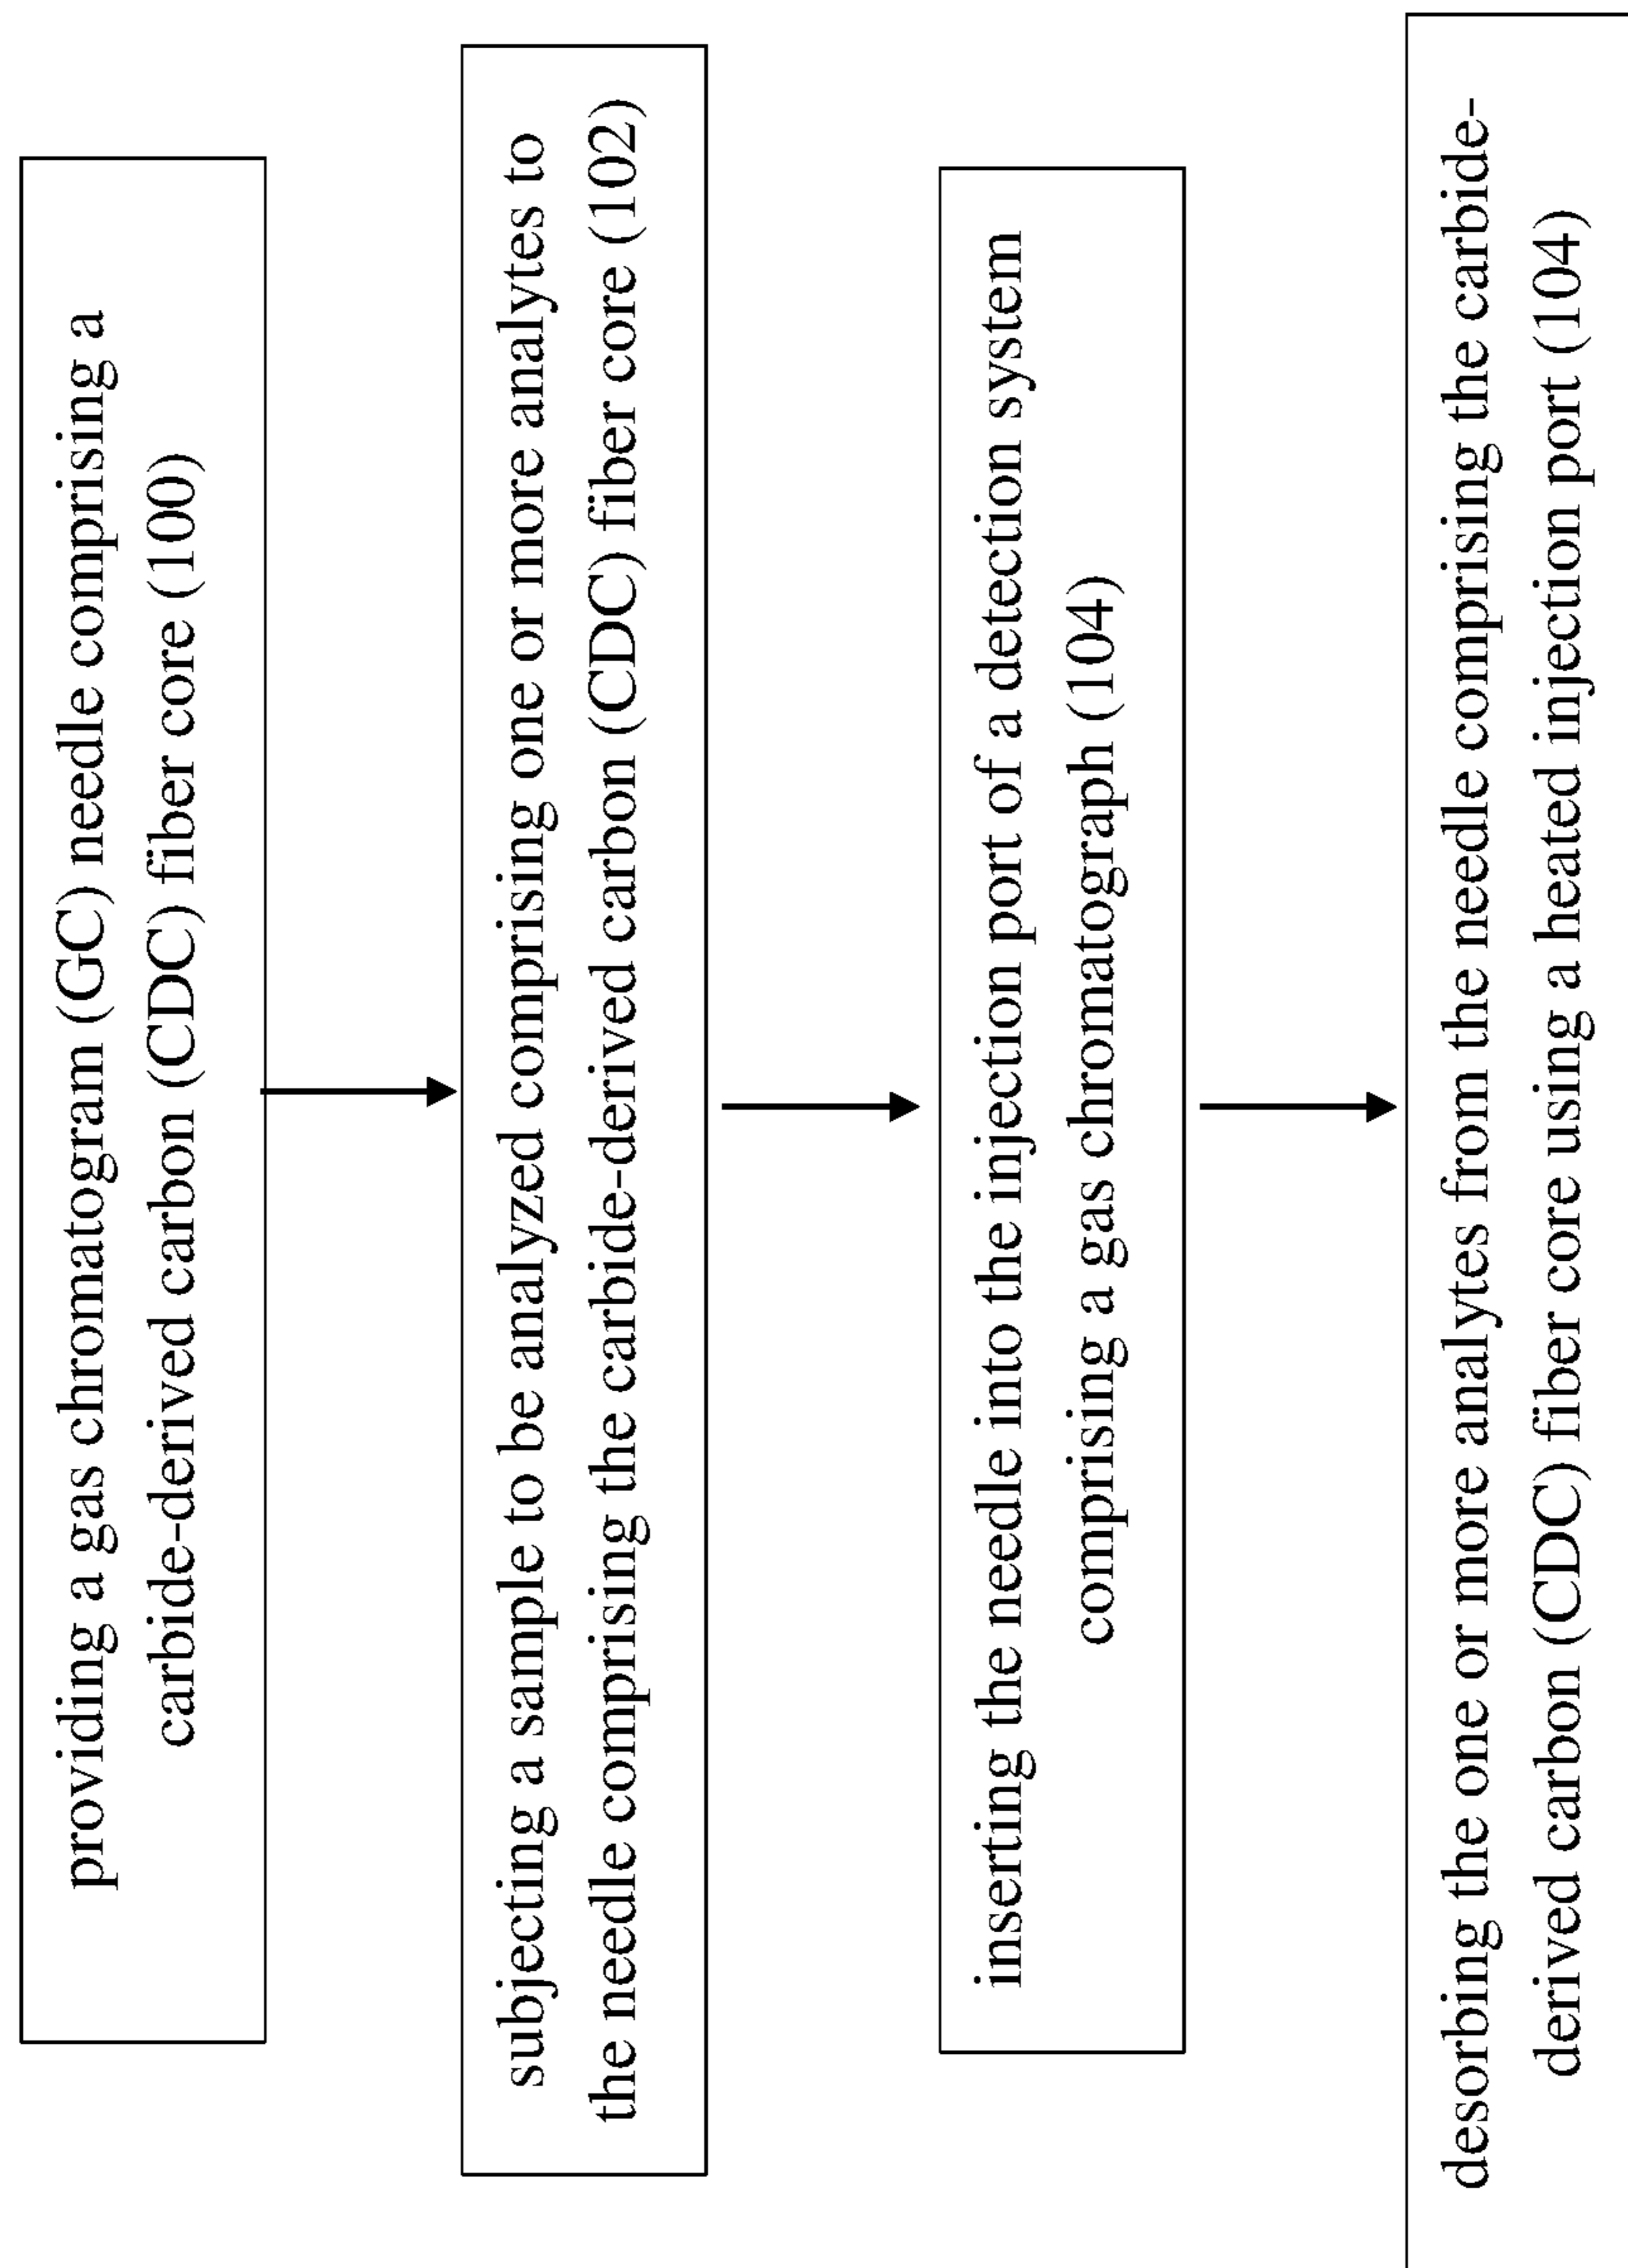 providing a gas chromatogram (GC) needle comprising a
carbide-derived carbon (CDC) fiber core (100)
subjecting a sample to be analyzed comprising one or more analytes to
the needle comprising the carbide-derived carbon (CDC) fiber core (102)
inserting the needle into the injection port of a detection system
comprising a gas chromatograph (104)
desorbing the one or more analytes from the needle comprising the carbide-
derived carbon (CDC) fiber core using a heated injection port (104)